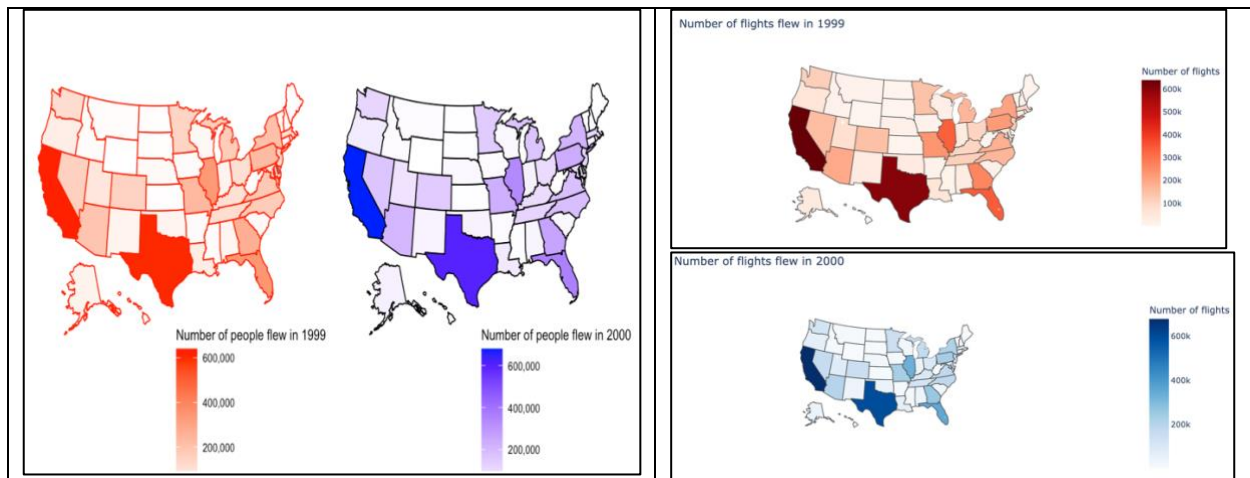 Number of people flew in 1999
600,000
400,000
200,000
Number of people flew in 2000
600,000
400,000
200,000
Number of flights flew in 1999
Number of flights
600k
500k
400k
300k
200k
100k
Number of flights flew in 2000
Number of flights
600k
400k
200k